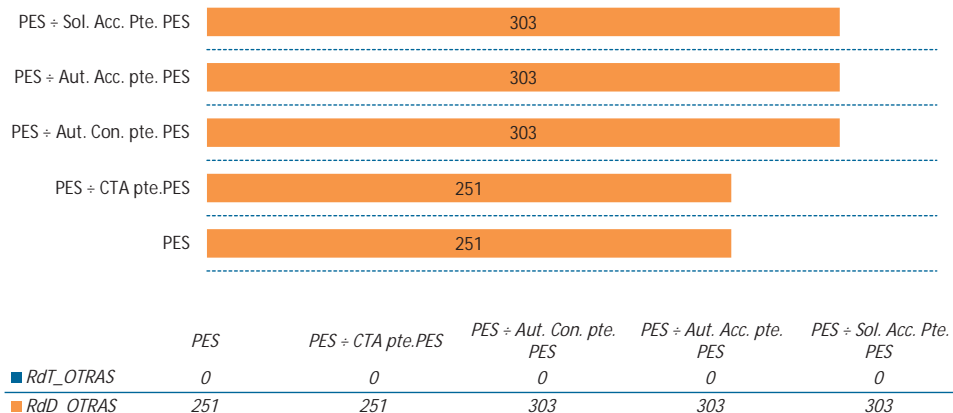 PES ÷ Sol. Acc. Pte. PES
303
PES ÷ Aut. Acc. pte. PES
303
PES ÷ Aut. Con. pte. PES
303
PES ÷ CTA pte.PES
251
PES
251
PES
PES ÷ CTA pte.PES
PES ÷ Aut. Con. pte.
PES
PES ÷ Aut. Acc. pte.
PES
PES ÷ Sol. Acc. Pte.
PES
RdT_OTRAS 0 0 0 0 0
RdD_OTRAS 251 251 303 303 303